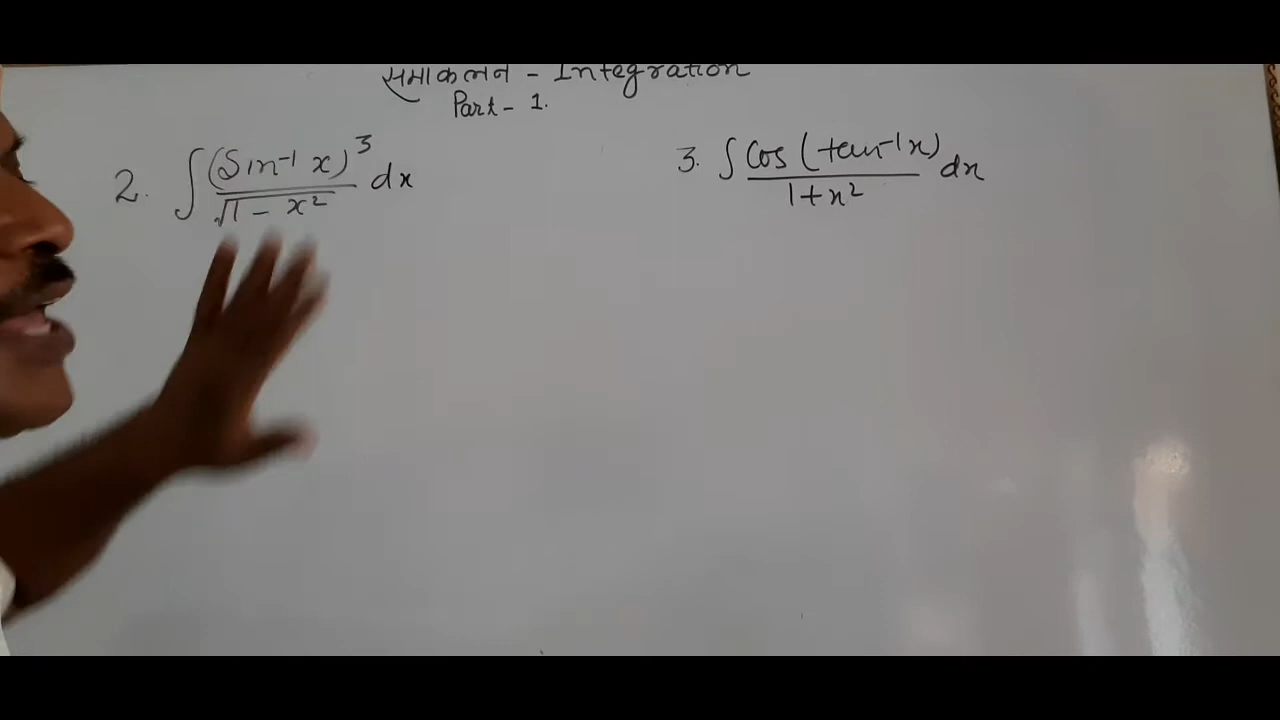 समाकलन - Integration
Part - 1.
2. ∫ (Sin⁻¹ x)³ / √1 - x² dx
3. ∫ Cos (tan⁻¹x) / 1+x² dx